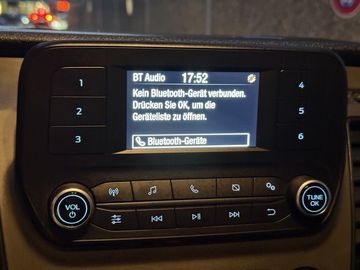 BT Audio 17:52
Kein Bluetooth-Gerät verbunden.
Drücken Sie OK, um die
Geräteliste zu öffnen.
Bluetooth-Geräte
1
2
3
4
5
6
VOL
TUNE
OK